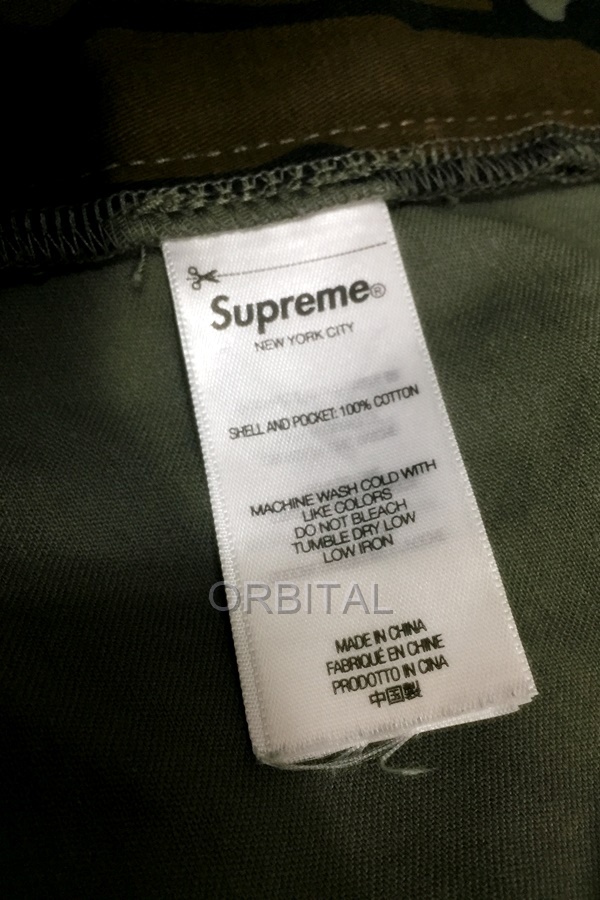 Supreme®
NEW YORK CITY
SHELL AND POCKET: 100% COTTON
MACHINE WASH COLD WITH
LIKE COLORS
DO NOT BLEACH
TUMBLE DRY LOW
LOW IRON
ORBITAL
MADE IN CHINA
FABRIQUÉ EN CHINE
PRODOTTO IN CINA
中国製